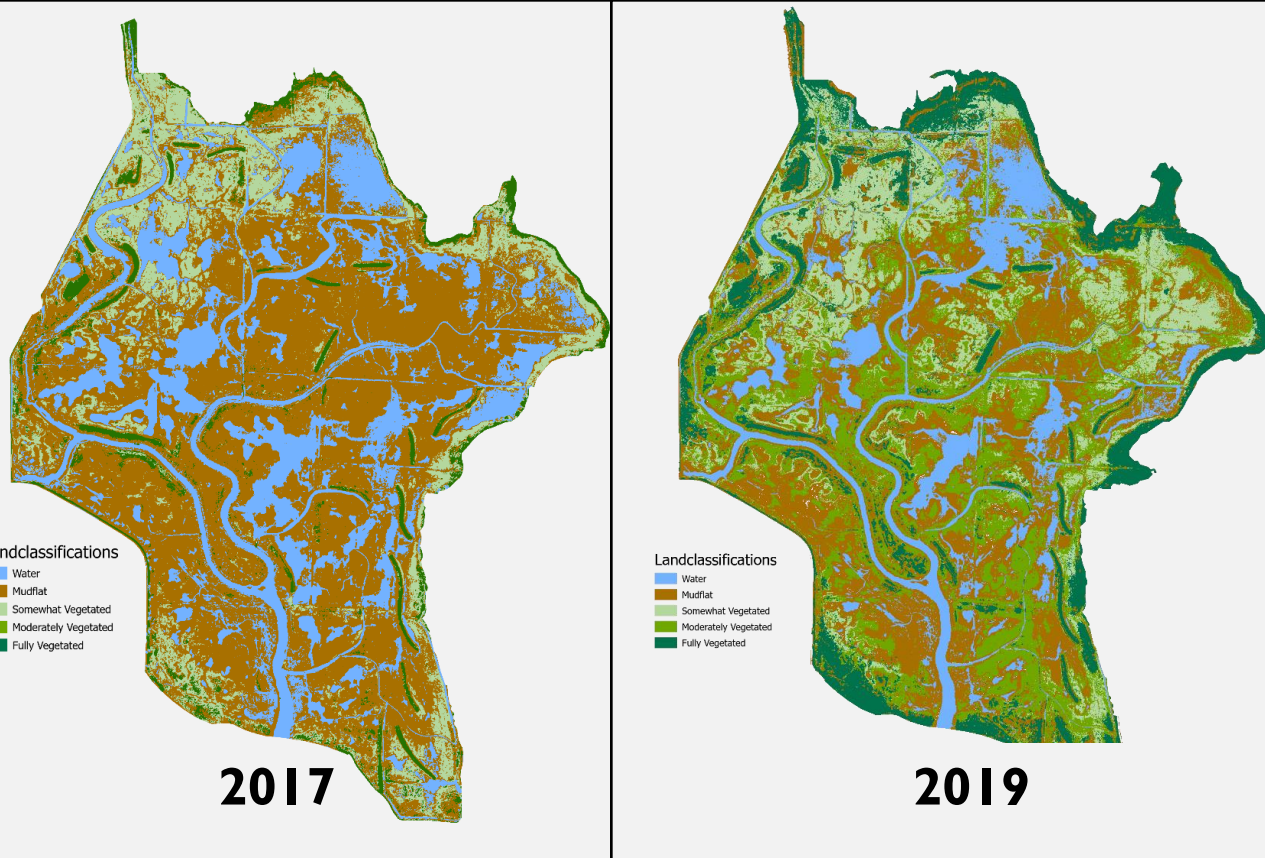 ndclassifications
Water
Mudflat
Somewhat Vegetated
Moderately Vegetated
Fully Vegetated
2017
Landclassifications
Water
Mudflat
Somewhat Vegetated
Moderately Vegetated
Fully Vegetated
2019